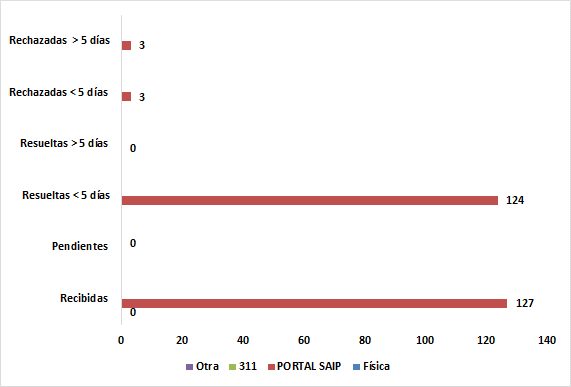 Rechazadas > 5 días 3
Rechazadas < 5 días 3
Resueltas > 5 días 0
Resueltas < 5 días 124
Pendientes 0
Recibidas 127
0
0 20 40 60 80 100 120 140
Otra 311 PORTAL SAIP Física